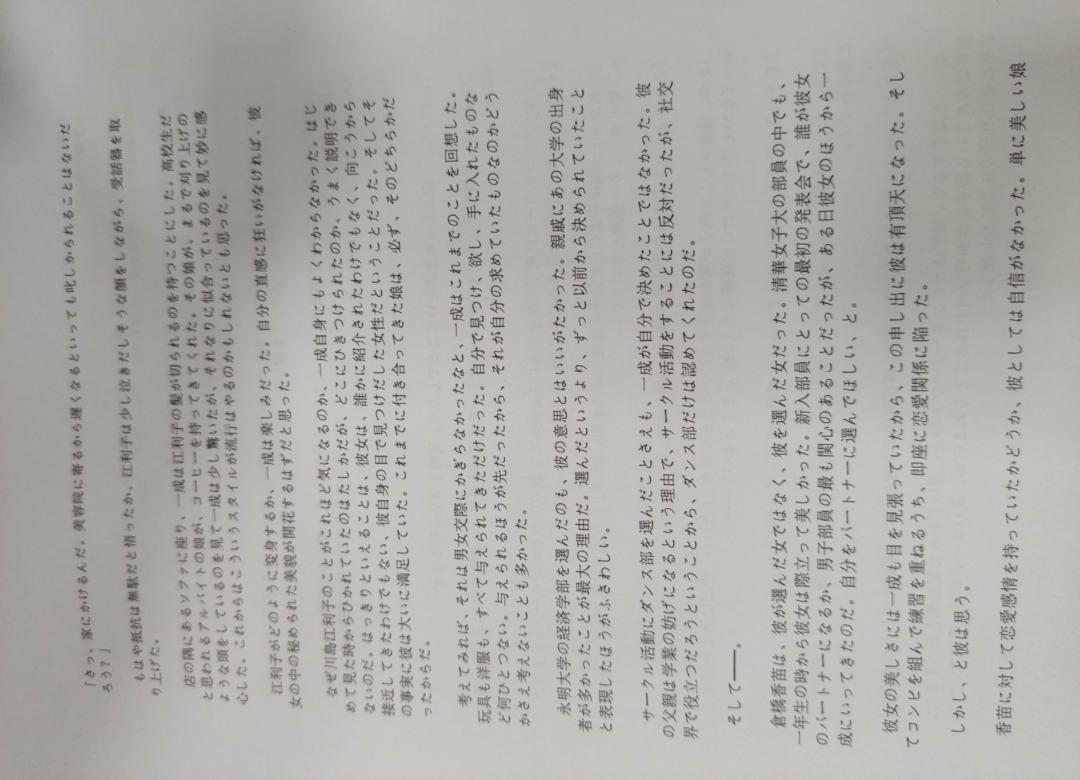 「さっ、家にかけるんだ。美容院に寄るから遅くなるといっても叱しかられることはないだ
ろう？」
もはや抵抗は無駄だと悟ったか、江利子は少し泣きだしそうな顔をしながら、受話器を取
り上げた。
店の隅にあるソファに座り、一成は江利子の髪が切られるのを待つことにした。高校生だ
と思われるアルバイトの娘が、コーヒーを持ってきてくれた。その娘が、まるで刈り上げの
ような頭をしているのを見て一成は少し驚いたが、それなりに似合っているのを見て妙に感
心した。これからはこういうスタイルが流行はやるのかもしれないとも思った。
江利子がどのように変身するか、一成は楽しみだった。自分の直感に狂いがなければ、彼
女の中の秘められた美貌が開花するはずだと思った。
なぜ川島江利子のことがこれほど気になるのか、一成自身にもよくわからなかった。はじ
めて見た時からひかれていたのはたしかだが、どこにひきつけられたのか、うまく説明でき
ないのだ。はっきりといえることは、彼女は、誰かに紹介されたわけでもなく、向こうから
接近してきたわけでもない、彼自身の目で見つけだした女性だということだった。そしてそ
の事実に彼は大いに満足していた。これまでに付き合ってきた娘は、必ず、そのどちらかだ
ったからだ。
考えてみれば、それは男女交際にかぎらなかったなと、一成はこれまでのことを回想した。
玩具も洋服も、すべて与えられてきただけだった。自分で見つけ、欲し、手に入れたものな
ど何ひとつない。与えられるほうが先だったから、それが自分の求めていたものなのかどう
かさえ考えないことも多かった。
永明大学の経済学部を選んだのも、彼の意思とはいいがたかった。親戚にあの大学の出身
者が多かったことが最大の理由だ。選んだというより、ずっと以前から決められていたこと
と表現したほうがふさわしい。
サークル活動にダンス部を選んだことさえも、一成が自分で決めたことではなかった。彼
の父親は学業の妨げになるという理由で、サークル活動をすることには反対だったが、社交
界で役立つだろうということから、ダンス部だけは認めてくれたのだ。
そして――。
倉橋香苗は、彼が選んだ女ではなく、彼を選んだ女だった。清華女子大の部員の中でも、
一年生の時から彼女は際立って美しかった。新入部員にとっての最初の発表会で、誰が彼女
のパートナーになるか、男子部員の最も関心のあることだったが、ある日彼女のほうから一
成にいってきたのだ。自分をパートナーに選んでほしい、と。
彼女の美しさには一成も目を見張っていたから、この申し出に彼は有頂天になった。そし
てコンビを組んで練習を重ねるうち、即座に恋愛関係に陥った。
しかし、と彼は思う。
香苗に対して恋愛感情を持っていたかどうか、彼としては自信がなかった。単に美しい娘